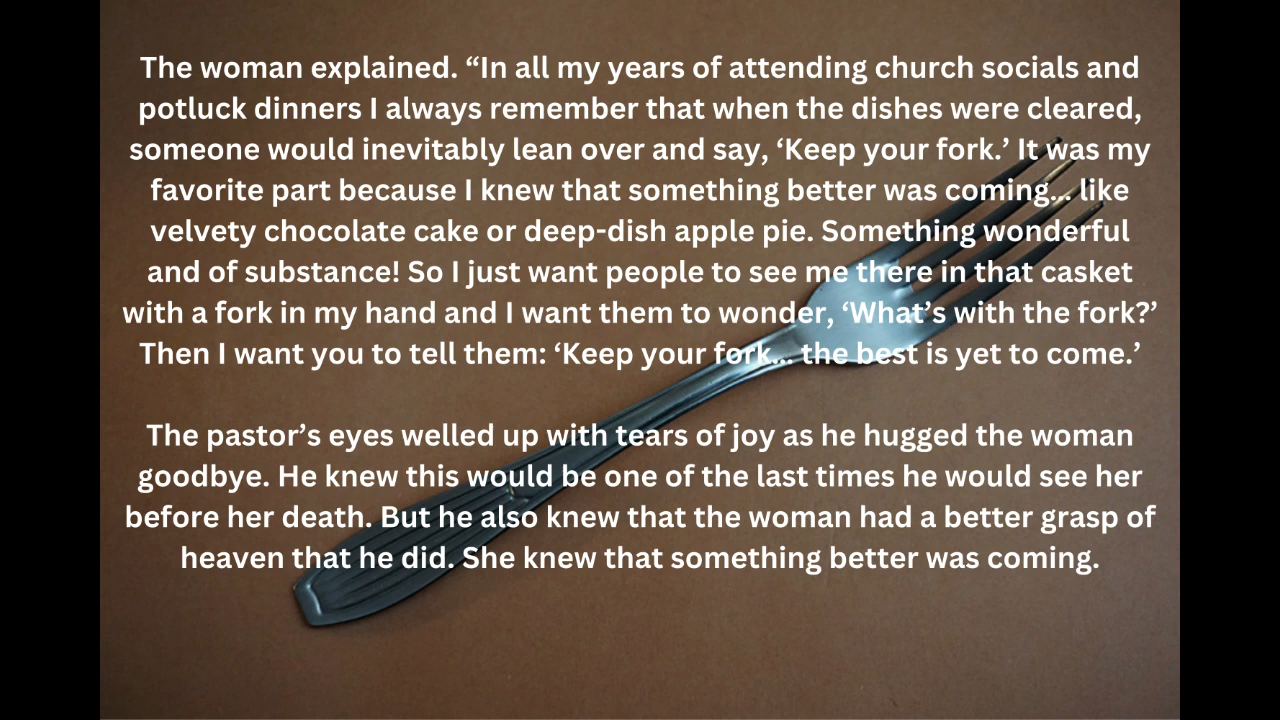 The woman explained. “In all my years of attending church socials and
potluck dinners I always remember that when the dishes were cleared,
someone would inevitably lean over and say, ‘Keep your fork.’ It was my
favorite part because I knew that something better was coming... like
velvety chocolate cake or deep-dish apple pie. Something wonderful
and of substance! So I just want people to see me there in that casket
with a fork in my hand and I want them to wonder, ‘What’s with the fork?’
Then I want you to tell them: ‘Keep your fork... the best is yet to come.’
The pastor’s eyes welled up with tears of joy as he hugged the woman
goodbye. He knew this would be one of the last times he would see her
before her death. But he also knew that the woman had a better grasp of
heaven that he did. She knew that something better was coming.